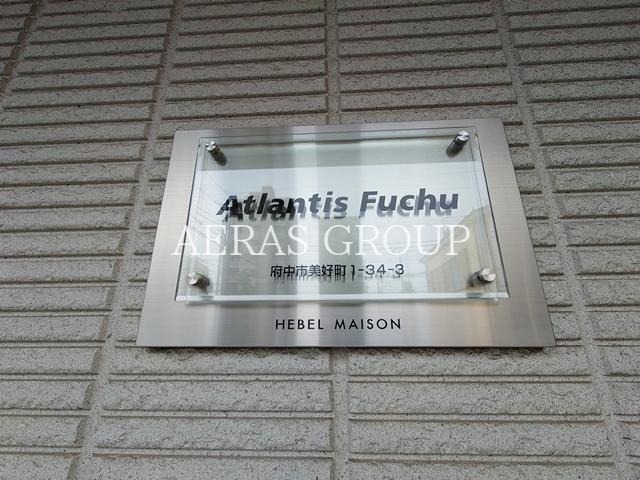 Atlantis Fuchu
AERAS GROUP
府中市美好町1-34-3
HEBEL MAISON